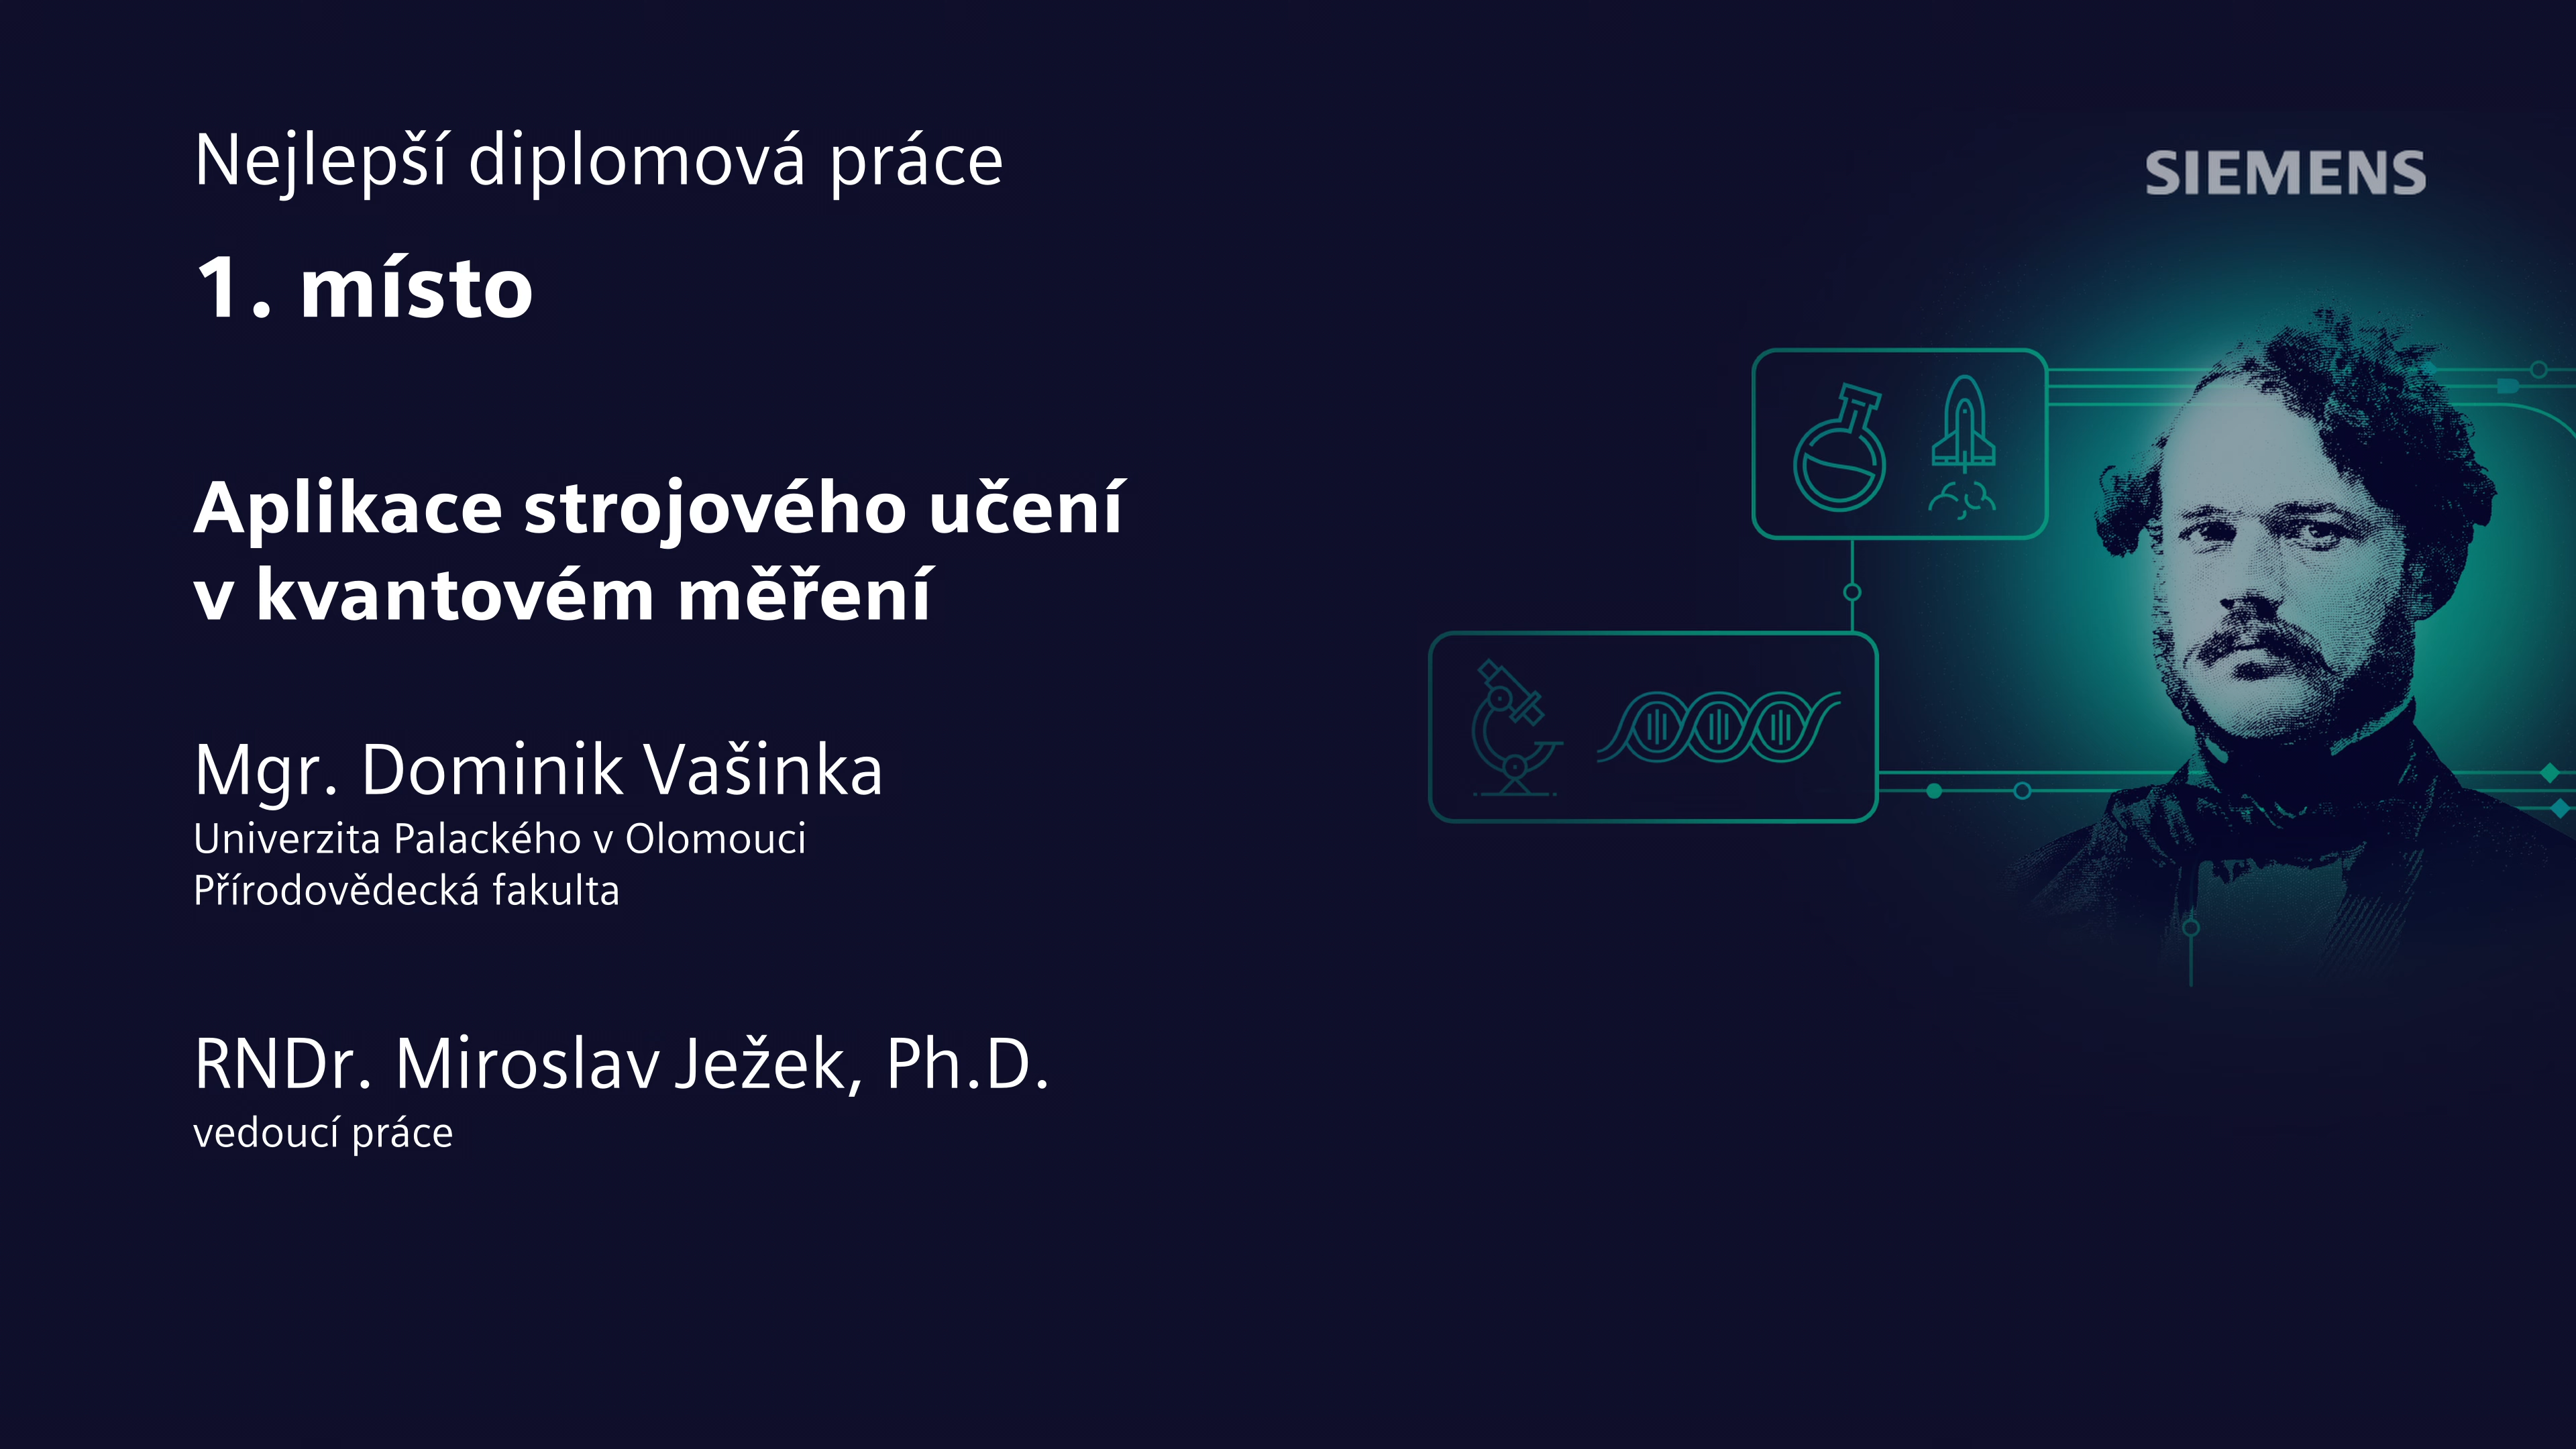 Nejlepší diplomová práce
SIEMENS
1. místo
Aplikace strojového učení
v kvantovém měření
Mgr. Dominik Vašinka
Univerzita Palackého v Olomouci
Přírodovědecká fakulta
RNDr. Miroslav Ježek, Ph.D.
vedoucí práce